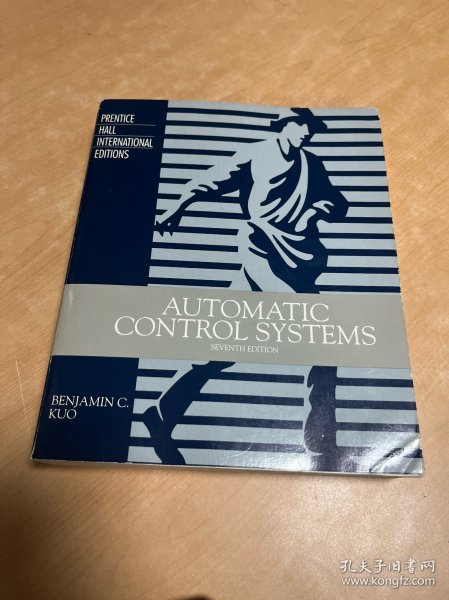 PRENTICE
HALL
INTERNATIONAL
EDITIONS
AUTOMATIC
CONTROL SYSTEMS
SEVENTH EDITION
BENJAMIN C.
KUO
孔夫子旧书网
www.kongfz.com